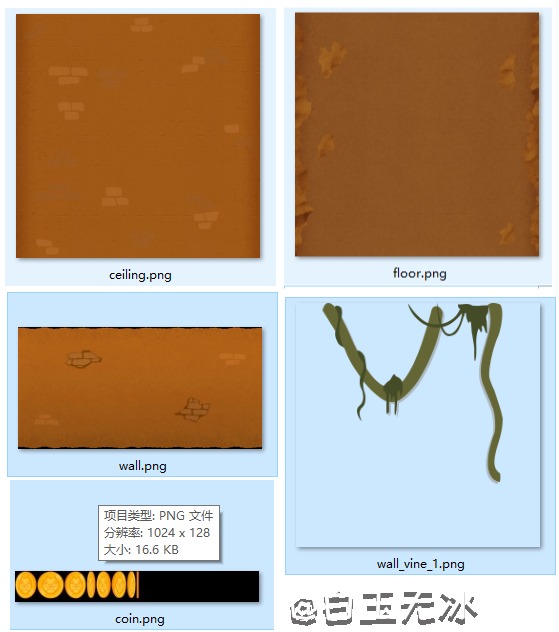 ceiling.png
floor.png
wall.png
项目类型: PNG 文件
分辨率: 1024 x 128
大小: 16.6 KB
coin.png
wall_vine_1.png
@白玉无冰